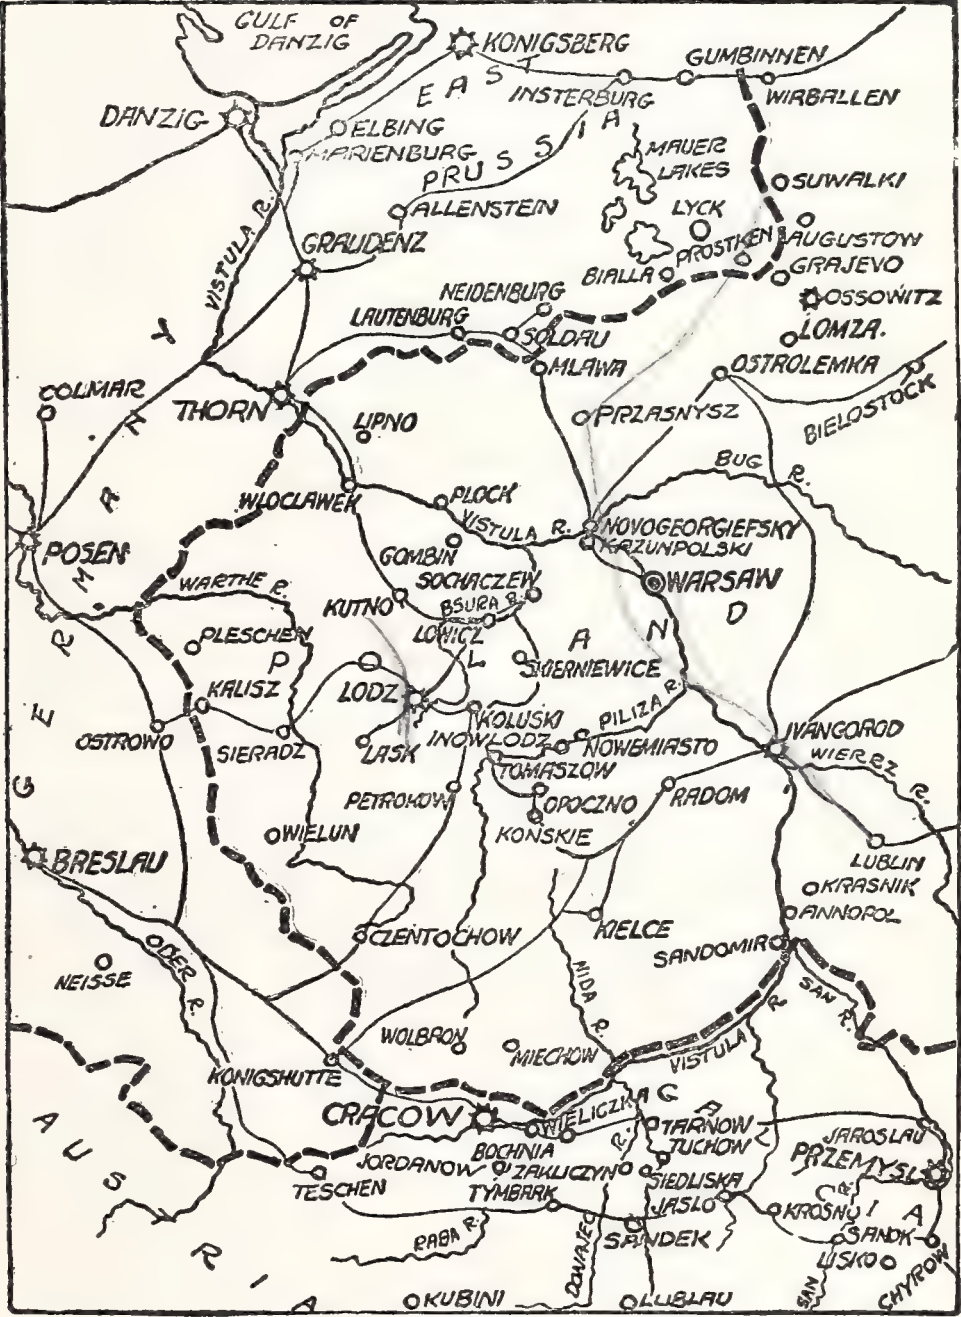 GULF OF
DANZIG
KONIGSBERG
GUMBINNEN
EAST
INSTERBURG
WIRBALLEN
DANZIG
ELBING
MARIENBURG
PRUSSIA
MAUER
LAKES
SUWALKI
ALLENSTEIN
LYCK
VISTULA R.
GRAUDENZ
PROSTKEN
AUGUSTOW
BIALLA
GRAJEVO
NEIDENBURG
OSSOWITZ
LAUTENBURG
SOLDAU
LOMZA.
MLAWA
OSTROLEMKA
COLMAR
THORN
LIPNO
PRZASNYSZ
BIELOSTOCK
BUG R.
WLOCLAWEK
PLOCK
VISTULA R.
NOVOGEORGIEFSKY
KAZUNPOLSKI
POSEN
GOMBIN
WARTHE R.
SOCHACZEW
WARSAW
KUTNO
BSURA R.
PLESCHEN
LOWICZ
POLAND
SKIERNIEWICE
KALISZ
LODZ
PILIZA R.
KOLUSKI
OSTROWO
SIERADZ
LASK
INOWLODZ
NOWEMIASTO
IVANGOROD
WIERBZ R.
TOMASZOW
PETROKOW
OPOCZNO
RADOM
GERMANY
WIELUN
KONSKIE
BRESLAU
LUBLIN
KRASNIK
ANNOPOL
KIELCE
CZENTOCHOW
SANDOMIR
ODER R.
NEISSE
NIDA R.
SAN R.
WOLBRON
MIECHOW
VISTULA R.
KONIGSHUTTE
CRACOW
WIELICZKA
TARNOW
JAROSLAU
BOCHNIA
TUCHOW
PRZEMYSL
JORDANOW
ZAKLICZYN
R.
SIEDLISKA
TESCHEN
TYMBARK
JASLO
KROSNO
RABA R.
SANDEK
SANOK
LISKO
CHYROW
DONAJEC
SAN
KUBINI
LUBLAU
AUSTRIA